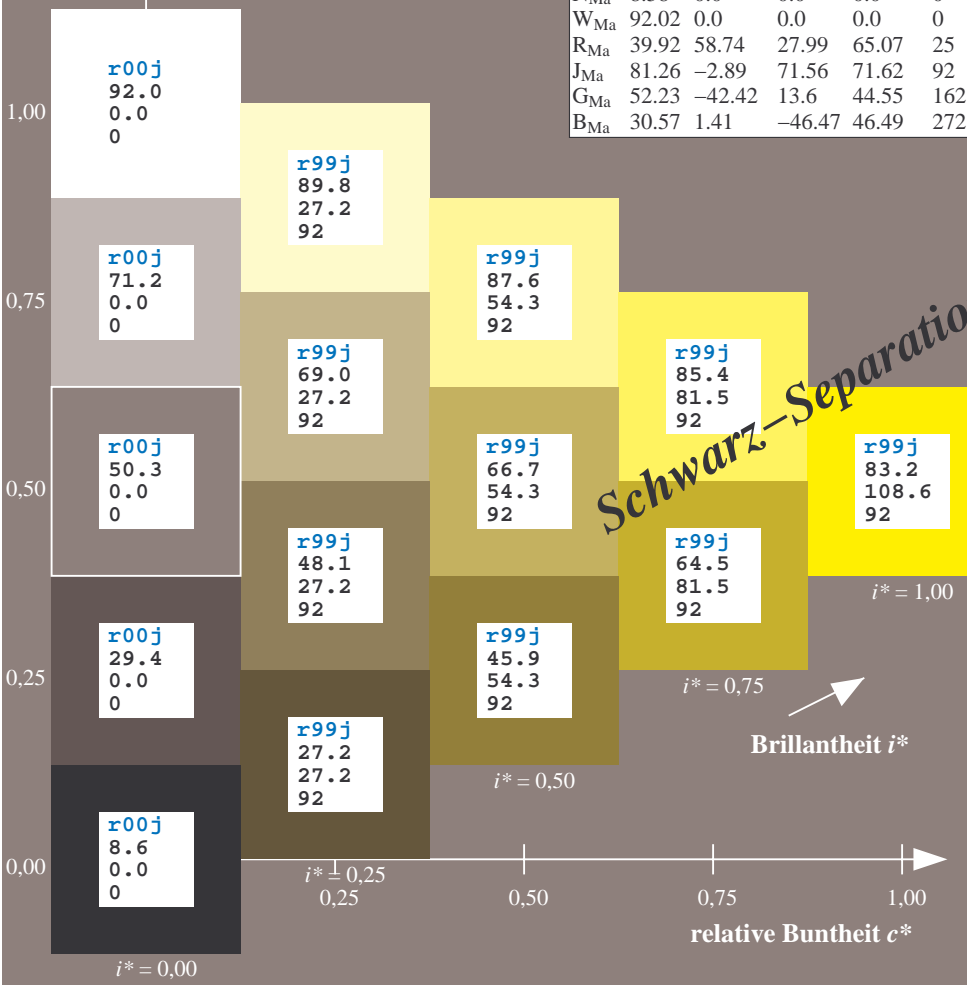 W Ma 92.02 0.0 0.0 0.0 0
R Ma 39.92 58.74 27.99 65.07 25
J Ma 81.26 −2.89 71.56 71.62 92
G Ma 52.23 −42.42 13.6 44.55 162
B Ma 30.57 1.41 −46.47 46.49 272
1,00
0,75
0,50
0,25
0,00
r00j
92.0
0.0
0
r00j
71.2
0.0
0
r00j
50.3
0.0
0
r00j
29.4
0.0
0
r00j
8.6
0.0
0
i* = 0,00
r99j
89.8
27.2
92
r99j
69.0
27.2
92
r99j
48.1
27.2
92
r99j
27.2
27.2
92
i* = 0,25
r99j
87.6
54.3
92
r99j
66.7
54.3
92
r99j
45.9
54.3
92
i* = 0,50
r99j
85.4
81.5
92
r99j
64.5
81.5
92
i* = 0,75
r99j
83.2
108.6
92
i* = 1,00
Schwarz–Separatio
Brillantheit i*
0,25 0,50 0,75 1,00
relative Buntheit c*